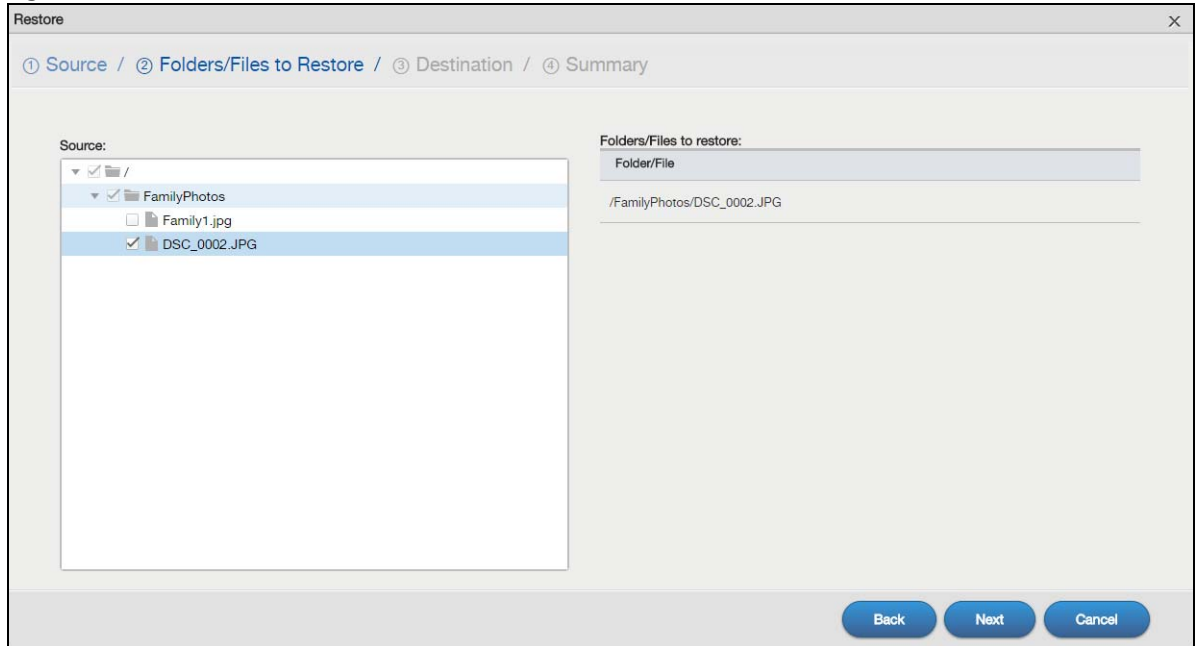 Restore
① Source / ② Folders/Files to Restore / ③ Destination / ④ Summary
Source:
/
FamilyPhotos
Family1.jpg
DSC_0002.JPG
Folders/Files to restore:
Folder/File
/FamilyPhotos/DSC_0002.JPG
Back Next Cancel